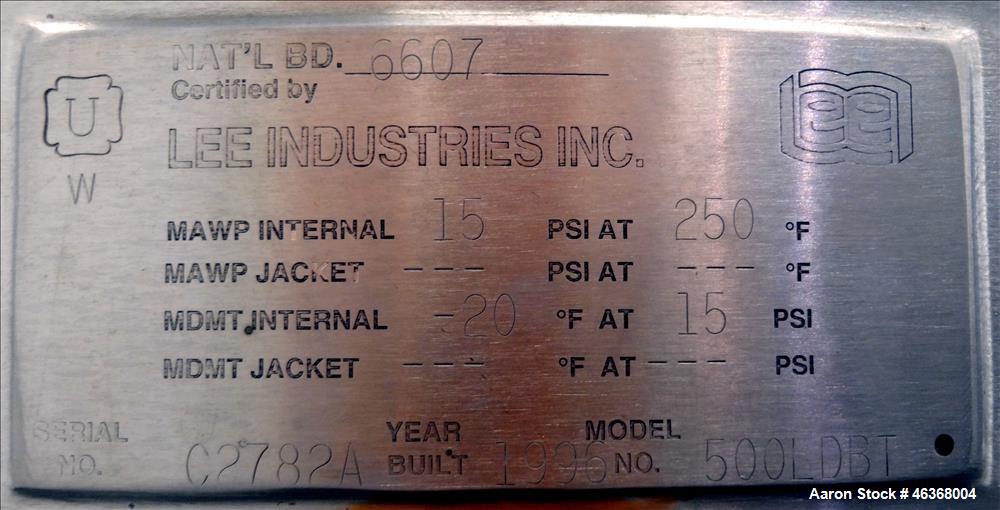 NAT'L BD. 6607
Certified by
U
W
LEE INDUSTRIES INC.
lee
MAWP INTERNAL 15 PSI AT 250 °F
MAWP JACKET --- PSI AT --- °F
MDMT INTERNAL -20 °F AT 15 PSI
MDMT JACKET --- °F AT --- PSI
SERIAL NO. C2782A YEAR BUILT 1996 MODEL NO. 500LDBT
Aaron Stock # 46368004